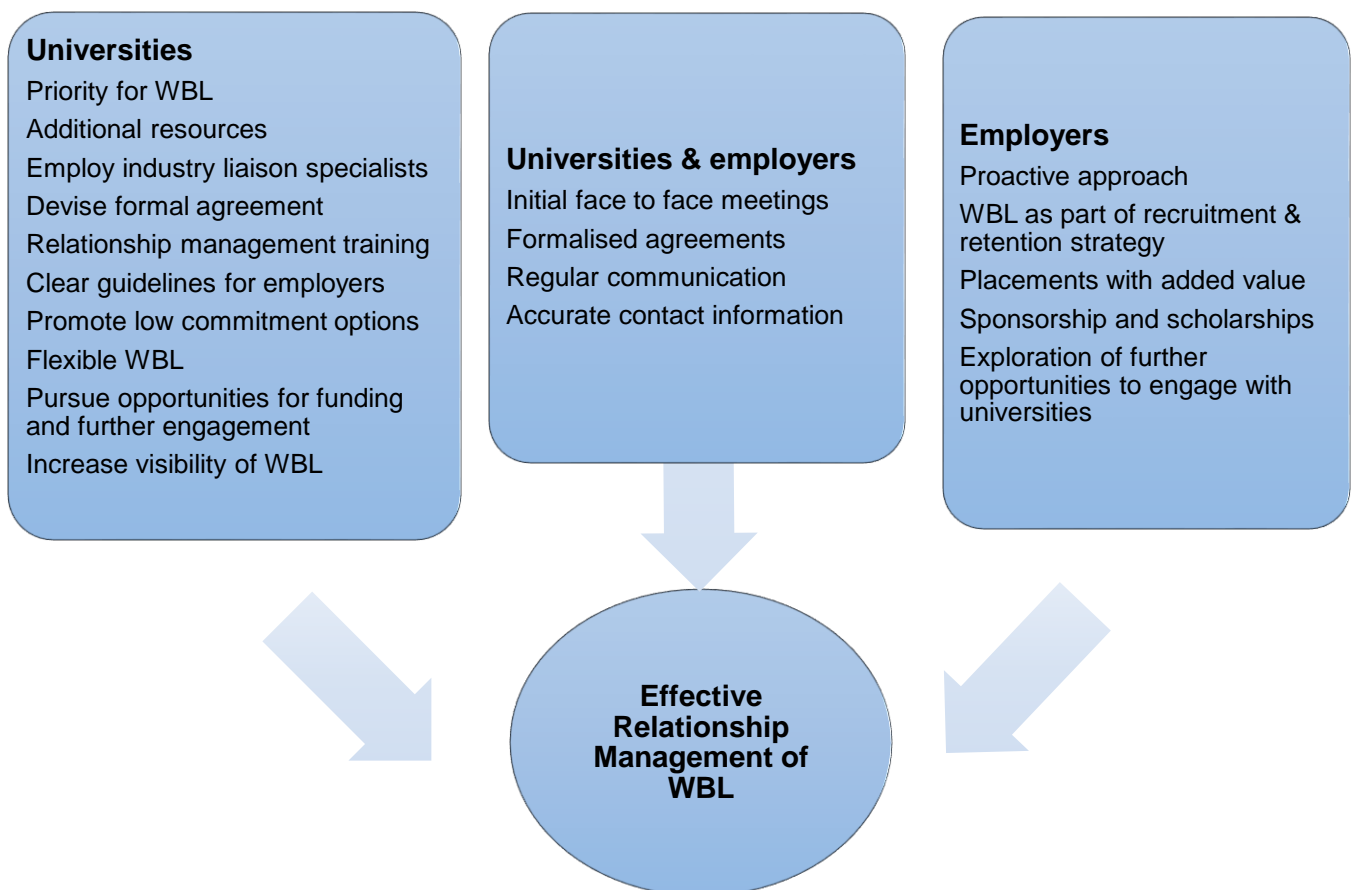 Universities
Priority for WBL
Additional resources
Employ industry liaison specialists
Devise formal agreement
Relationship management training
Clear guidelines for employers
Promote low commitment options
Flexible WBL
Pursue opportunities for funding
and further engagement
Increase visibility of WBL
Universities & employers
Initial face to face meetings
Formalised agreements
Regular communication
Accurate contact information
Employers
Proactive approach
WBL as part of recruitment &
retention strategy
Placements with added value
Sponsorship and scholarships
Exploration of further
opportunities to engage with
universities
Effective
Relationship
Management of
WBL